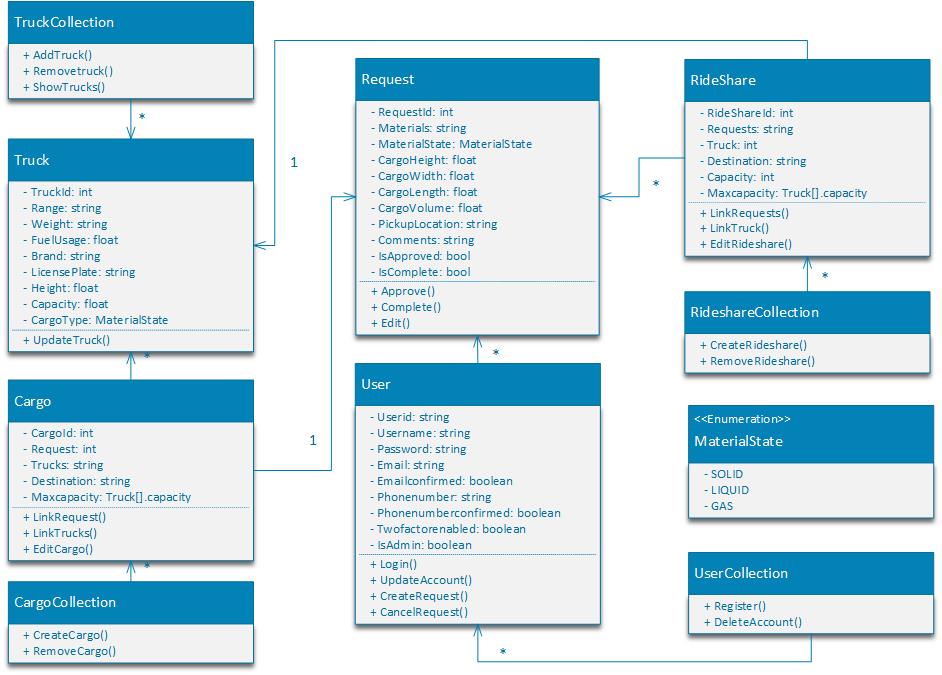 TruckCollection
+ AddTruck()
+ Removetruck()
+ ShowTrucks()
*
Truck
- TruckId: int
- Range: string
- Weight: string
- FuelUsage: float
- Brand: string
- LicensePlate: string
- Height: float
- Capacity: float
- CargoType: MaterialState
+ UpdateTruck()
*
Cargo
- CargoId: int
- Request: int
- Trucks: string
- Destination: string
- Maxcapacity: Truck[].capacity
+ LinkRequest()
+ LinkTrucks()
+ EditCargo()
*
CargoCollection
+ CreateCargo()
+ RemoveCargo()
1
1
Request
- RequestId: int
- Materials: string
- MaterialState: MaterialState
- CargoHeight: float
- CargoWidth: float
- CargoLength: float
- CargoVolume: float
- PickupLocation: string
- Comments: string
- IsApproved: bool
- IsComplete: bool
+ Approve()
+ Complete()
+ Edit()
*
User
- Userid: string
- Username: string
- Password: string
- Email: string
- Emailconfirmed: boolean
- Phonenumber: string
- Phonenumberconfirmed: boolean
- Twofactorenabled: boolean
- IsAdmin: boolean
+ Login()
+ UpdateAccount()
+ CreateRequest()
+ CancelRequest()
*
*
RideShare
- RideShareId: int
- Requests: string
- Truck: int
- Destination: string
- Capacity: int
- Maxcapacity: Truck[].capacity
+ LinkRequests()
+ LinkTruck()
+ EditRideshare()
*
RideshareCollection
+ CreateRideshare()
+ RemoveRideshare()
<<Enumeration>>
MaterialState
- SOLID
- LIQUID
- GAS
UserCollection
+ Register()
+ DeleteAccount()